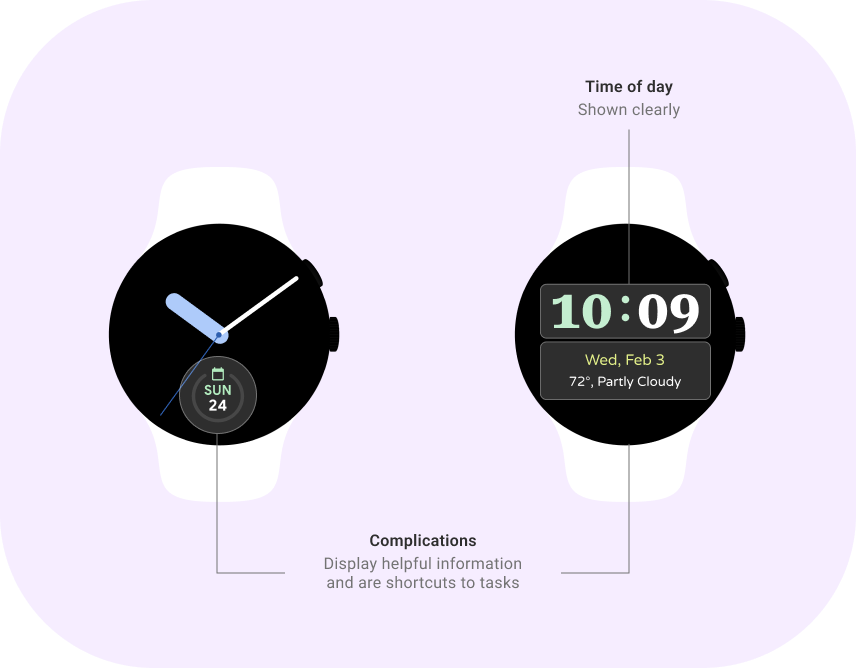 Time of day
Shown clearly
10:09
Wed, Feb 3
72°, Partly Cloudy
SUN
24
Complications
Display helpful information
and are shortcuts to tasks